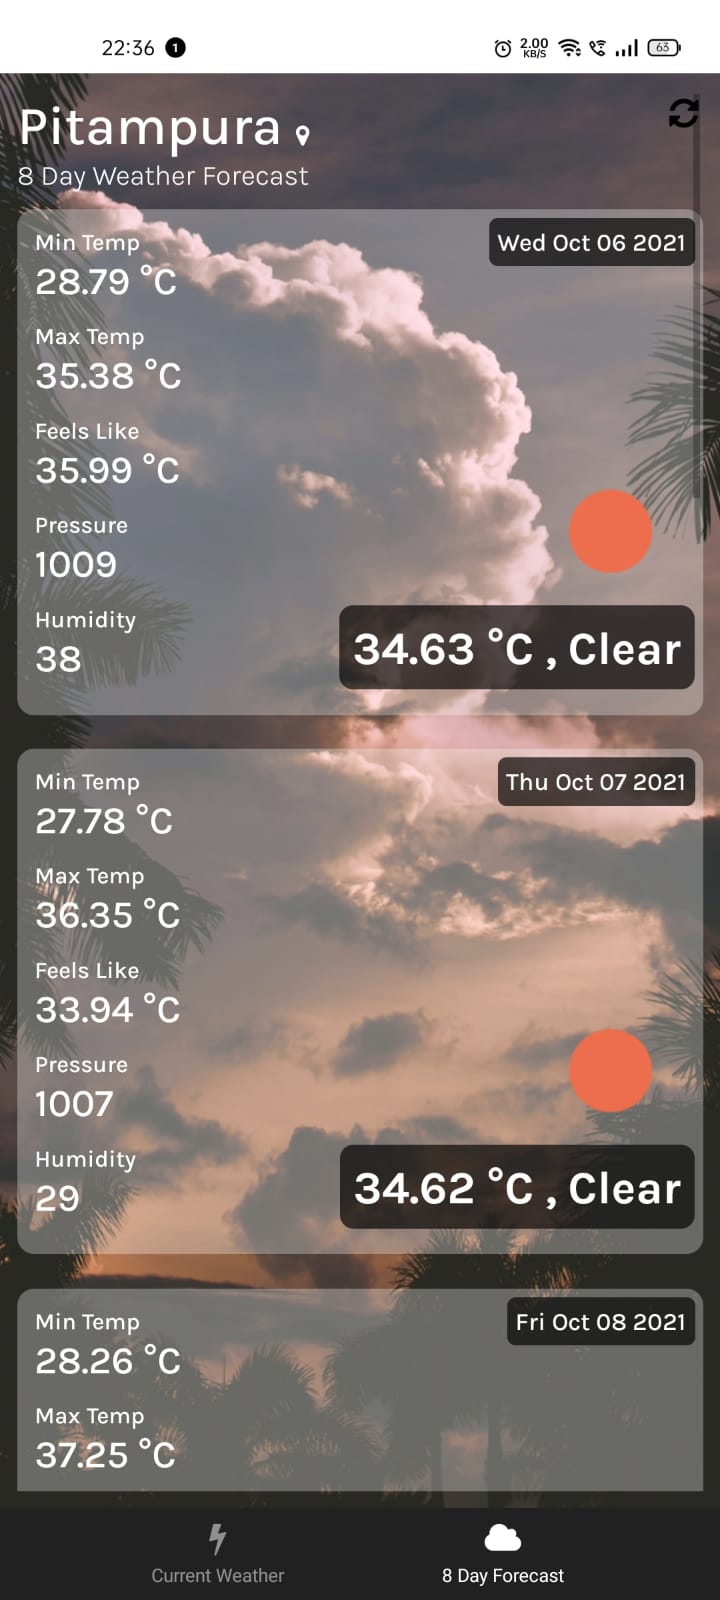 22:36 1 2.00 KB/S 63
Pitampura
8 Day Weather Forecast
Wed Oct 06 2021
Min Temp
28.79 °C
Max Temp
35.38 °C
Feels Like
35.99 °C
Pressure
1009
Humidity
38
34.63 °C , Clear
Thu Oct 07 2021
Min Temp
27.78 °C
Max Temp
36.35 °C
Feels Like
33.94 °C
Pressure
1007
Humidity
29
34.62 °C , Clear
Fri Oct 08 2021
Min Temp
28.26 °C
Max Temp
37.25 °C
Current Weather
8 Day Forecast